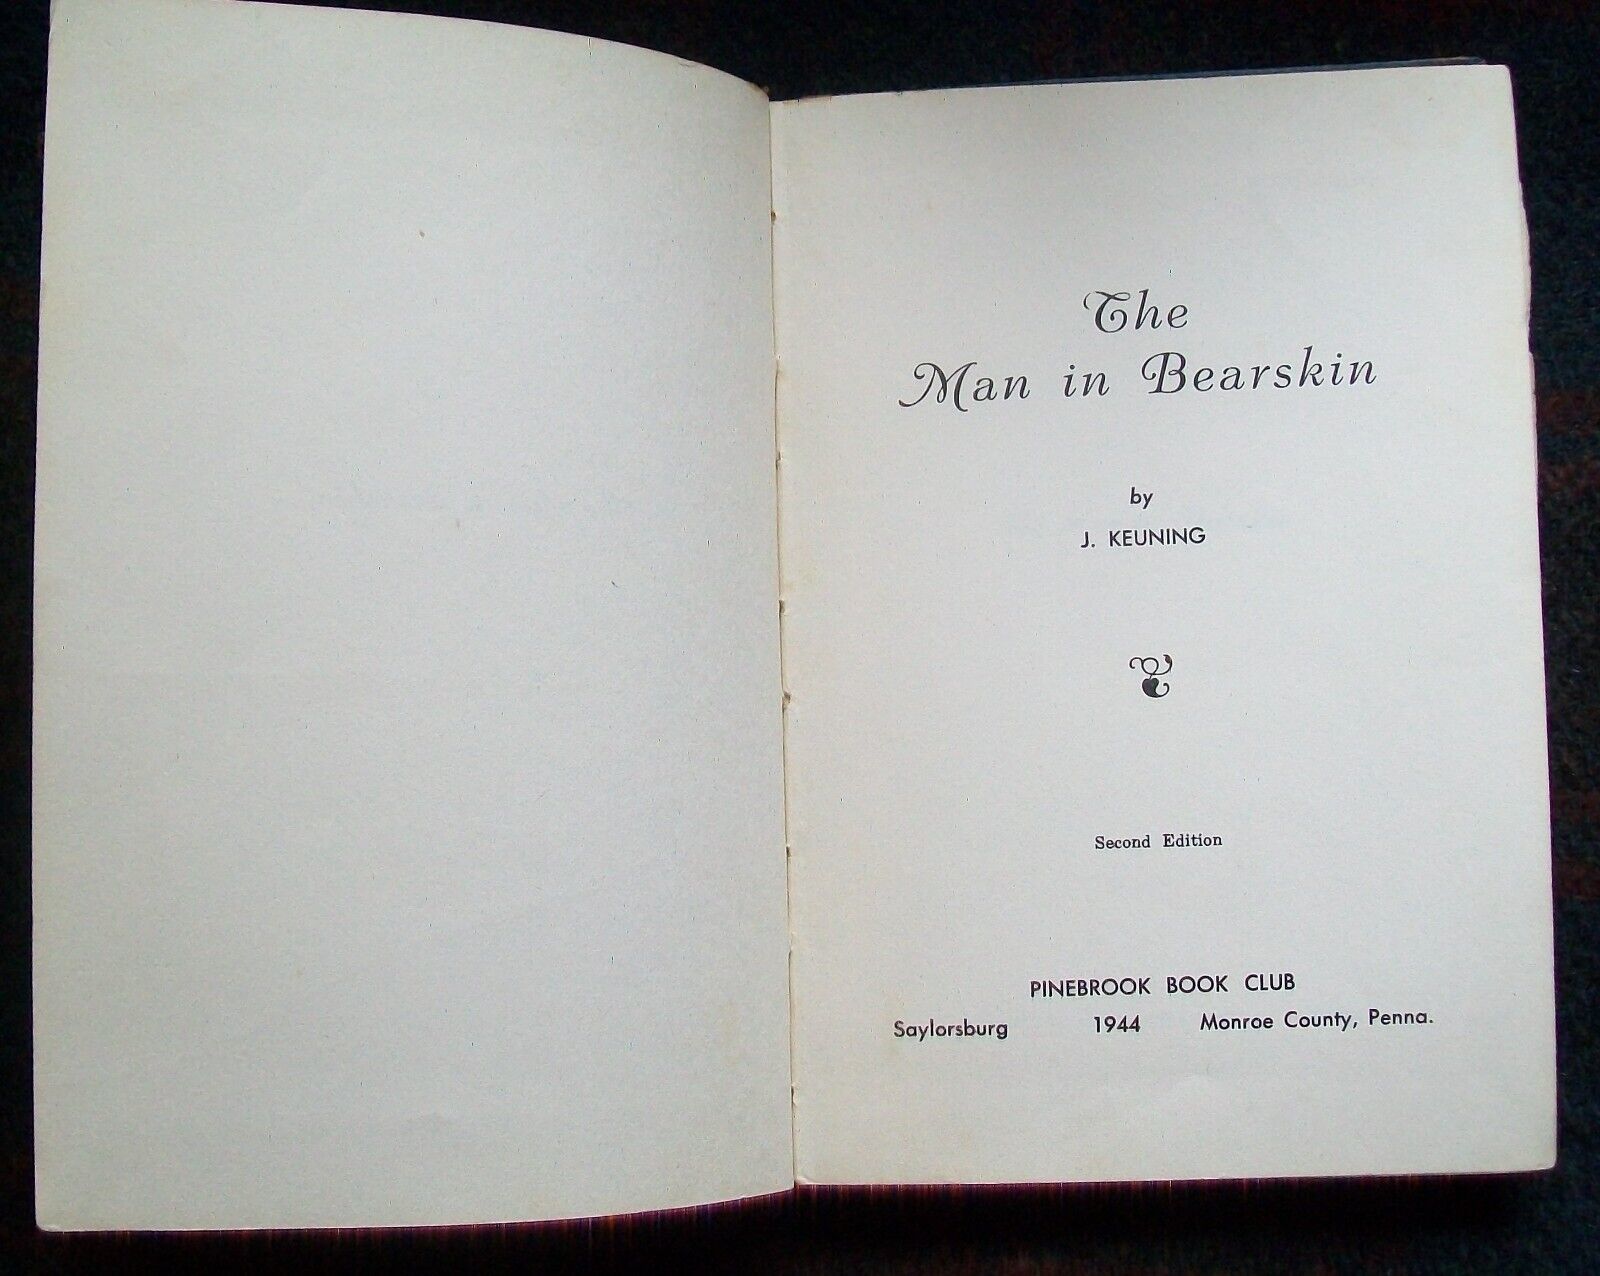 The
Man in Bearskin
by
J. KEUNING
Second Edition
PINEBROOK BOOK CLUB
Saylorsburg 1944 Monroe County, Penna.